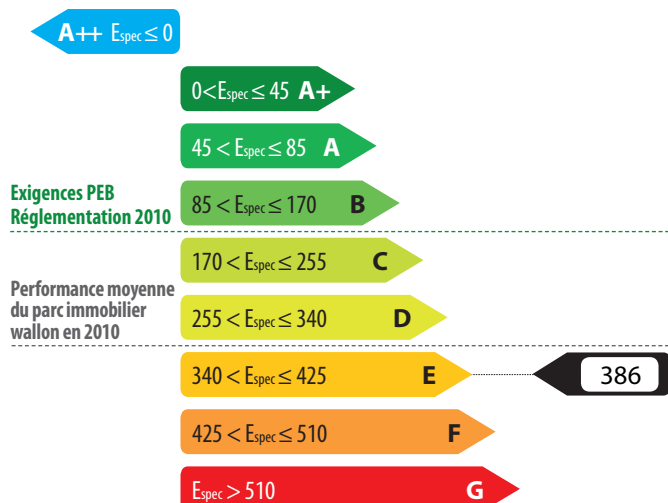 A++ Espec ≤ 0
0<Espec ≤ 45 A+
45 < Espec ≤ 85 A
Exigences PEB
Réglementation 2010
85 < Espec ≤ 170 B
170 < Espec ≤ 255 C
Performance moyenne
du parc immobilier
wallon en 2010
255 < Espec ≤ 340 D
340 < Espec ≤ 425 E
386
425 < Espec ≤ 510 F
Espec > 510 G